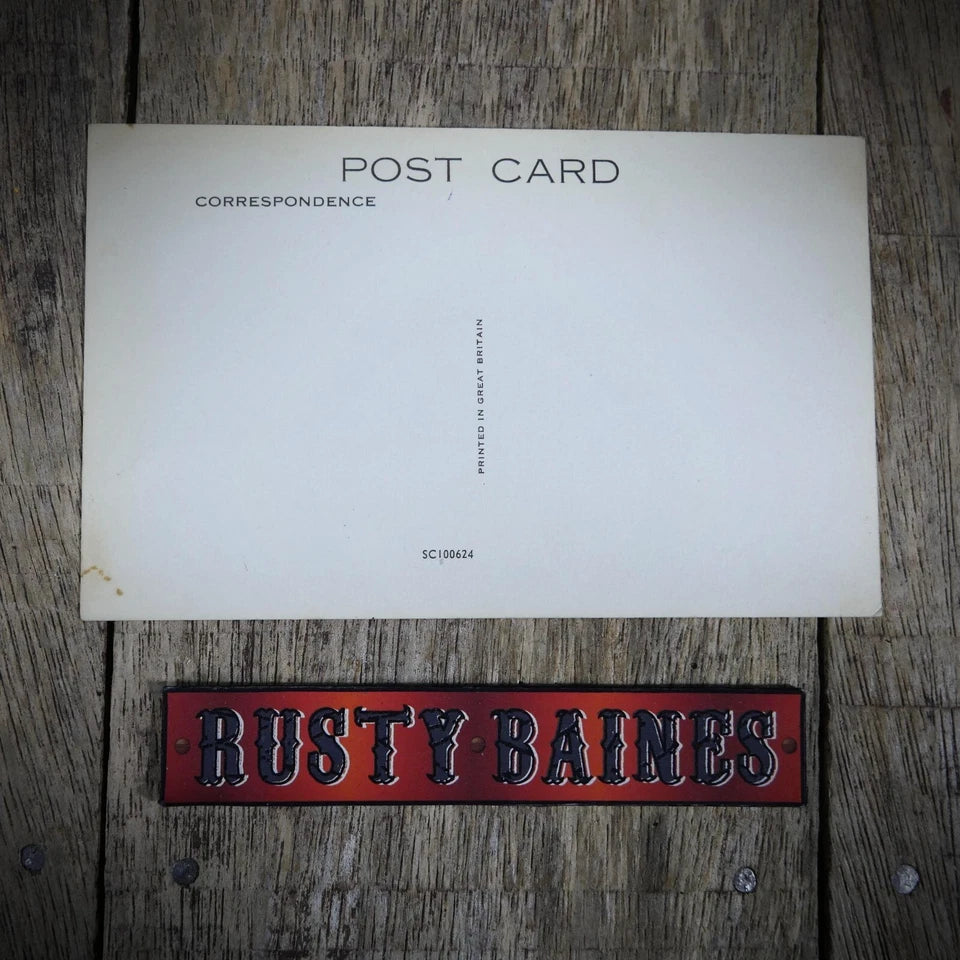 POST CARD
CORRESPONDENCE
PRINTED IN GREAT BRITAIN
SC100624
RUSTY BAINES